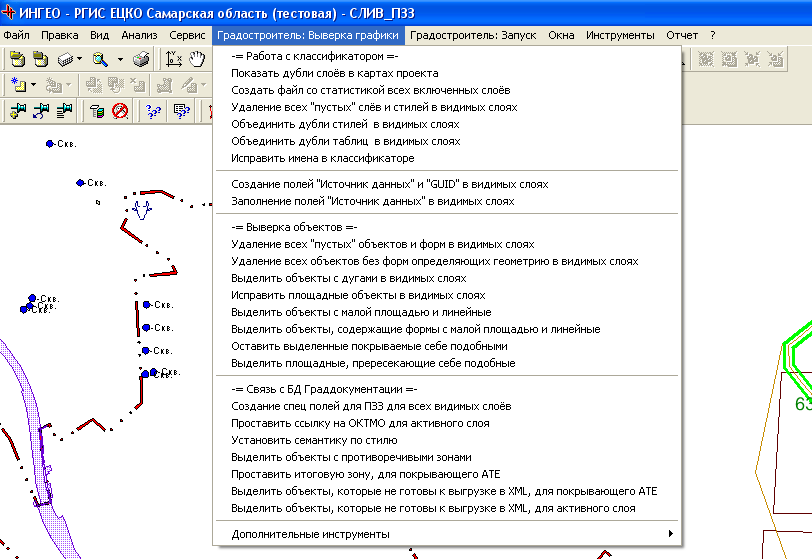 ИНГЕО - РГИС ЕЦКО Самарская область (тестовая) - СЛИВ_ПЗЗ
Файл Правка Вид Анализ Сервис Градостроитель: Выверка графики Градостроитель: Запуск Окна Инструменты Отчет ?
-= Работа с классификатором =-
Показать дубли слоёв в картах проекта
Создать файл со статистикой всех включенных слоёв
Удаление всех "пустых" слёв и стилей в видимых слоях
Объединить дубли стилей в видимых слоях
Объединить дубли таблиц в видимых слоях
Исправить имена в классификаторе
Создание полей "Источник данных" и "GUID" в видимых слоях
Заполнение полей "Источник данных" в видимых слоях
-= Выверка объектов =-
Удаление всех "пустых" объектов и форм в видимых слоях
Удаление всех объектов без форм определяющих геометрию в видимых слоях
Выделить объекты с дугами в видимых слоях
Исправить площадные объекты в видимых слоях
Выделить объекты с малой площадью и линейные
Выделить объекты, содержащие формы с малой площадью и линейные
Оставить выделенные покрываемые себе подобными
Выделить площадные, прересекающие себе подобные
-= Связь с БД Граддокументации =-
Создание спец полей для ПЗЗ для всех видимых слоёв
Проставить ссылку на ОКТМО для активного слоя
Установить семантику по стилю
Выделить объекты с противоречивыми зонами
Проставить итоговую зону, для покрывающего АТЕ
Выделить объекты, которые не готовы к выгрузке в XML, для покрывающего АТЕ
Выделить объекты, которые не готовы к выгрузке в XML, для активного слоя
Дополнительные инструменты
-Скв.
-Скв.
-Скв.
-Скв.
-Скв.
-Скв.
-Скв.
-Скв.
-Скв.